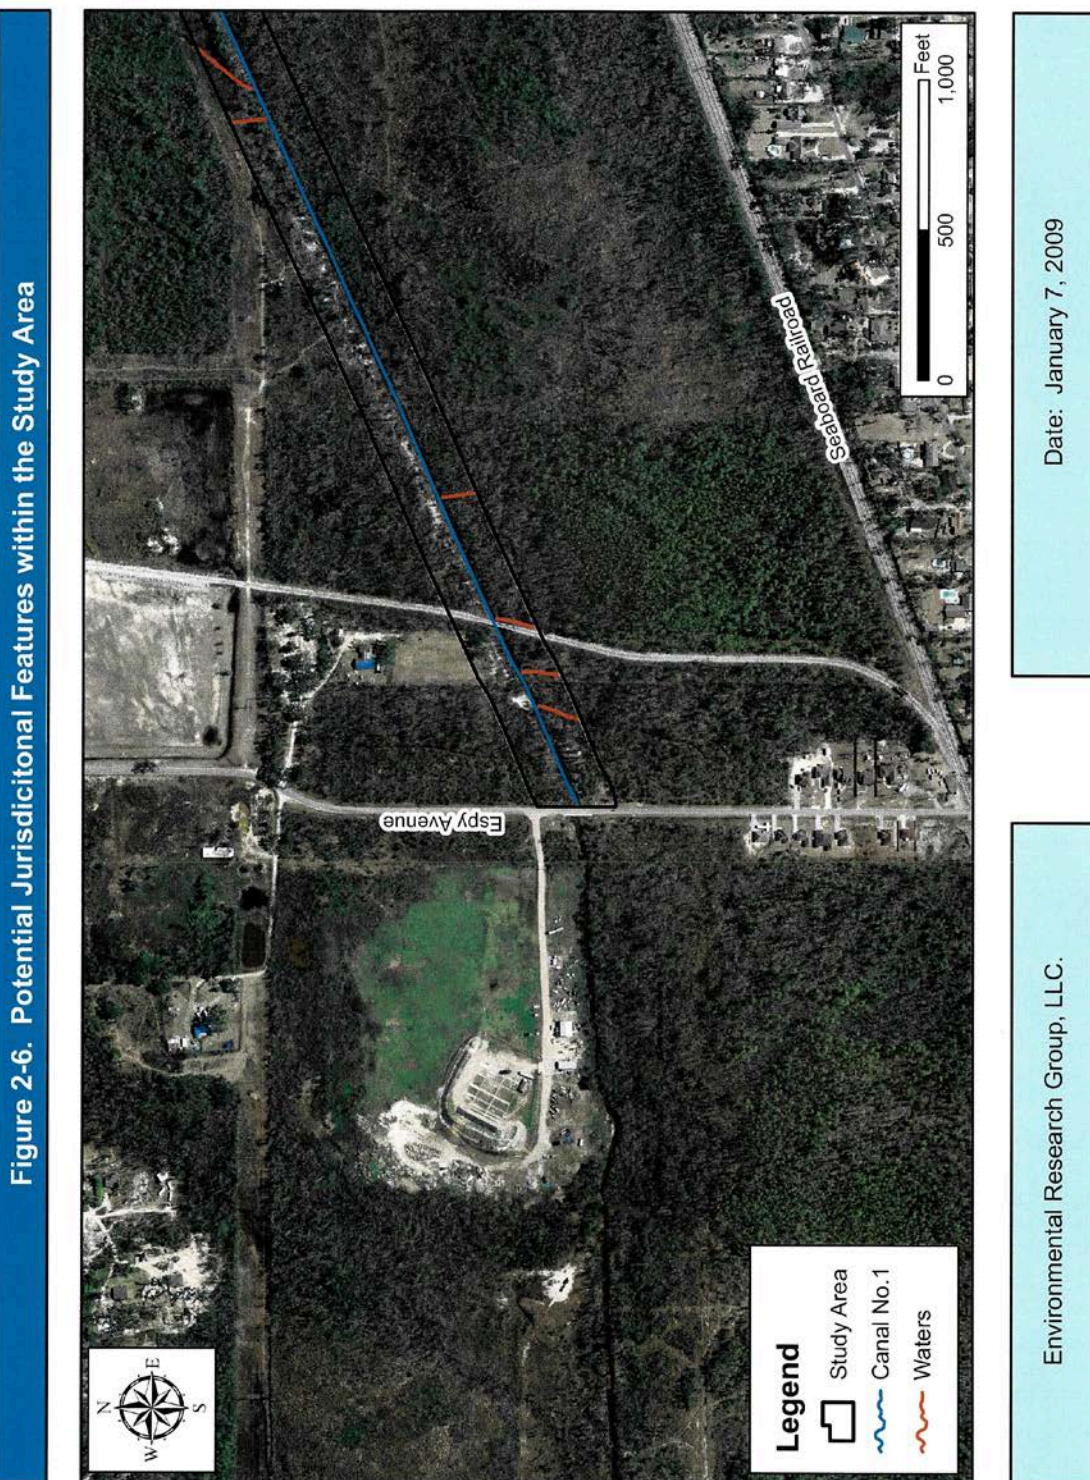 Figure 2-6. Potential Jurisdicitonal Features within the Study Area
N
W
E
S
Espy Avenue
Seaboard Railroad
Legend
Study Area
Canal No.1
Waters
Feet
0
500
1,000
Environmental Research Group, LLC.
Date: January 7, 2009